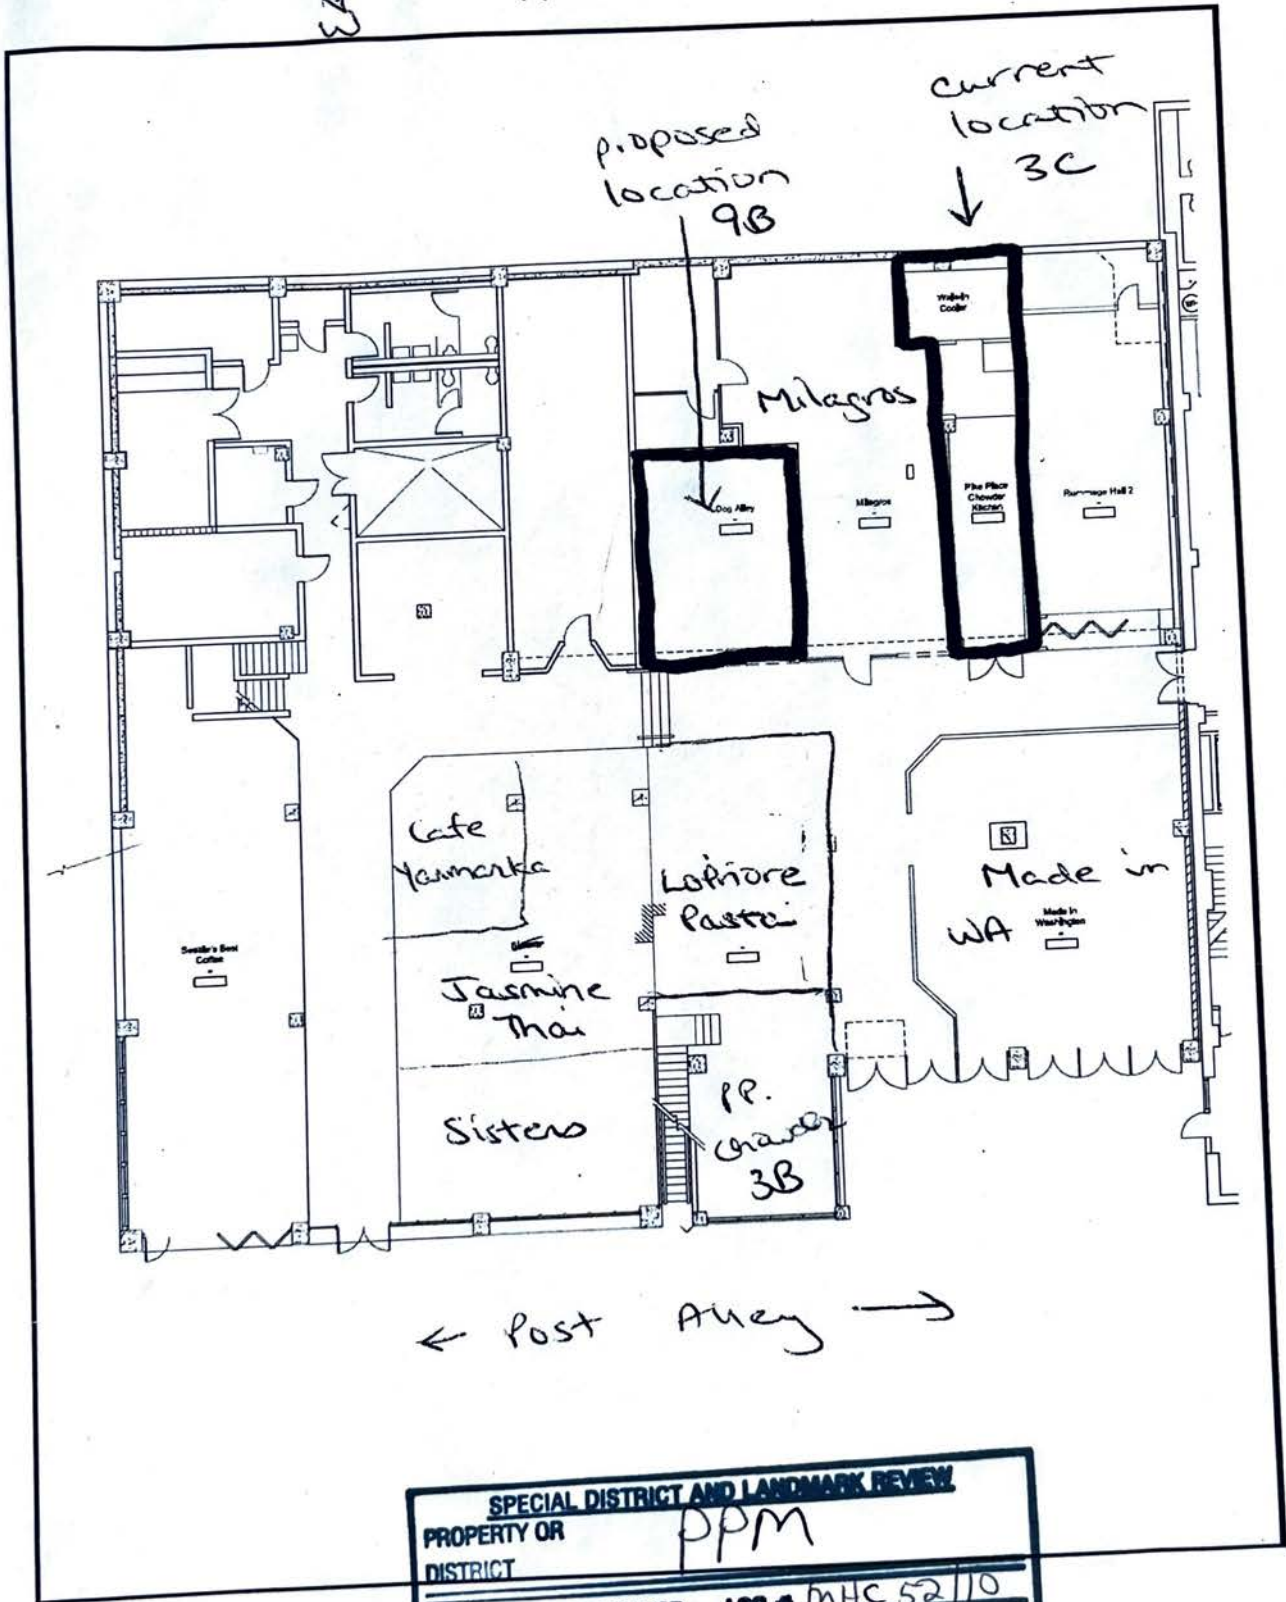 current
location
3C
proposed
location
9B
Walk-in
Cooler
Milagros
Dog Alley
Milagros
Pike Place
Chowder
Kitchen
Rummage Hall 2
Cafe
Yarmarka
Lopriore
Pasta
Made in
WA
Made in
Washington
Seattle's Best
Coffee
Jasmine
Thai
Sisters
P.P.
Chowder
3B
← Post Alley →
SPECIAL DISTRICT AND LANDMARK REVIEW
PROPERTY OR
DISTRICT
PPM
MHC 52/10